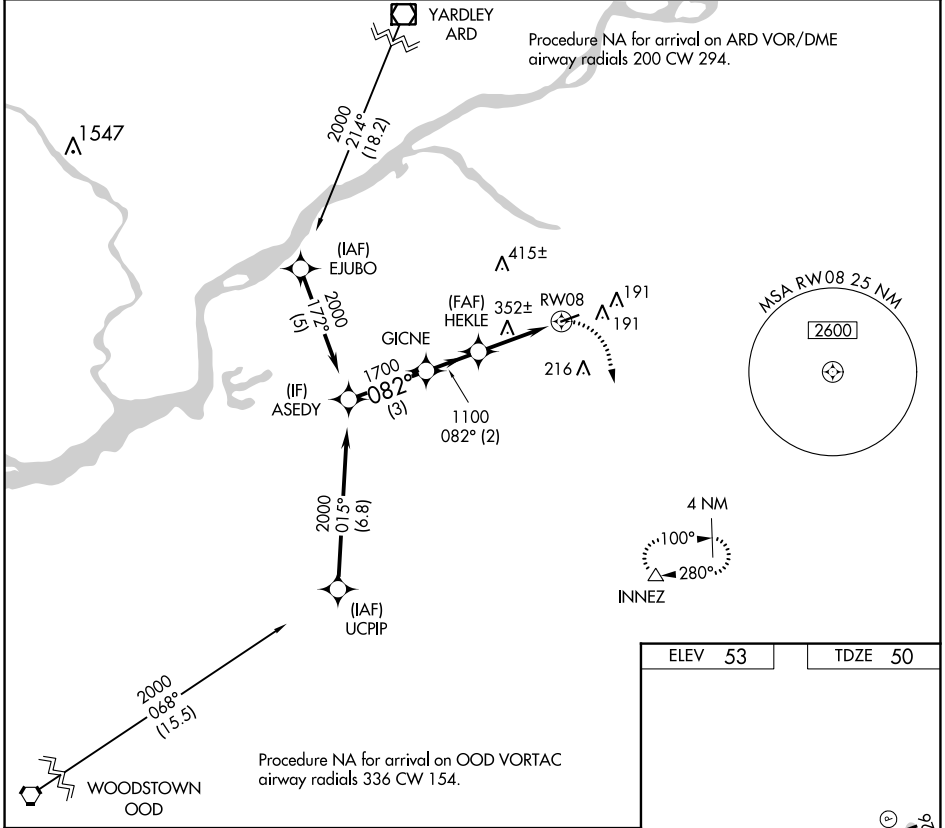 YARDLEY
ARD
Procedure NA for arrival on ARD VOR/DME
airway radials 200 CW 294.
1547
2000
214°
(18.2)
(IAF)
EJUBO
2000
172°
(5)
415±
(FAF)
HEKLE
352±
RW08
191
191
216
GICNE
(IF)
ASEDY
1700
082°
(3)
1100
082° (2)
MSA RW08 25 NM
2600
2000
015°
(6.8)
4 NM
100°
280°
INNEZ
(IAF)
UCPIP
2000
068°
(15.5)
WOODSTOWN
OOD
Procedure NA for arrival on OOD VORTAC
airway radials 336 CW 154.
ELEV 53
TDZE 50
P
26